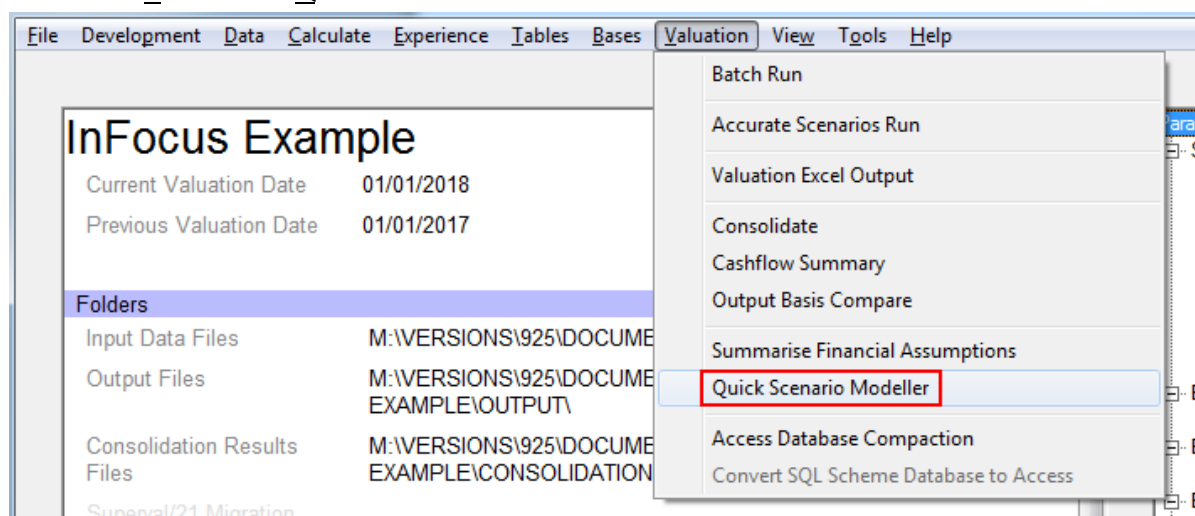 File Development Data Calculate Experience Tables Bases Valuation View Tools Help
InFocus Example
Current Valuation Date 01/01/2018
Previous Valuation Date 01/01/2017
Folders
Input Data Files M:\VERSIONS\925\DOCUME
Output Files M:\VERSIONS\925\DOCUME
EXAMPLE\OUTPUT\
Consolidation Results M:\VERSIONS\925\DOCUME
Files EXAMPLE\CONSOLIDATION
Superval/21 Migration
Batch Run
Accurate Scenarios Run
Valuation Excel Output
Consolidate
Cashflow Summary
Output Basis Compare
Summarise Financial Assumptions
Quick Scenario Modeller
Access Database Compaction
Convert SQL Scheme Database to Access